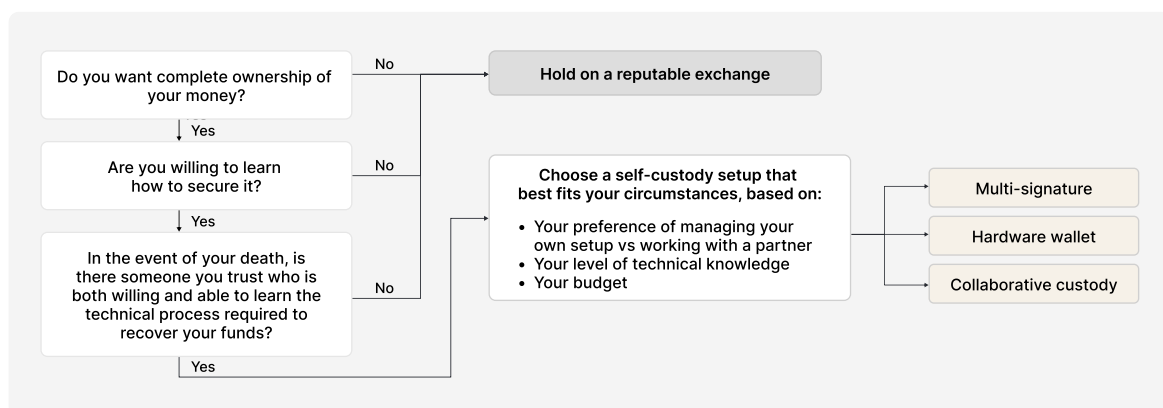 Do you want complete ownership of
your money?
No
Hold on a reputable exchange
Yes
Are you willing to learn
how to secure it?
No
Yes
In the event of your death, is
there someone you trust who is
both willing and able to learn the
technical process required to
recover your funds?
No
Yes
Choose a self-custody setup that
best fits your circumstances, based on:
• Your preference of managing your
own setup vs working with a partner
• Your level of technical knowledge
• Your budget
Multi-signature
Hardware wallet
Collaborative custody